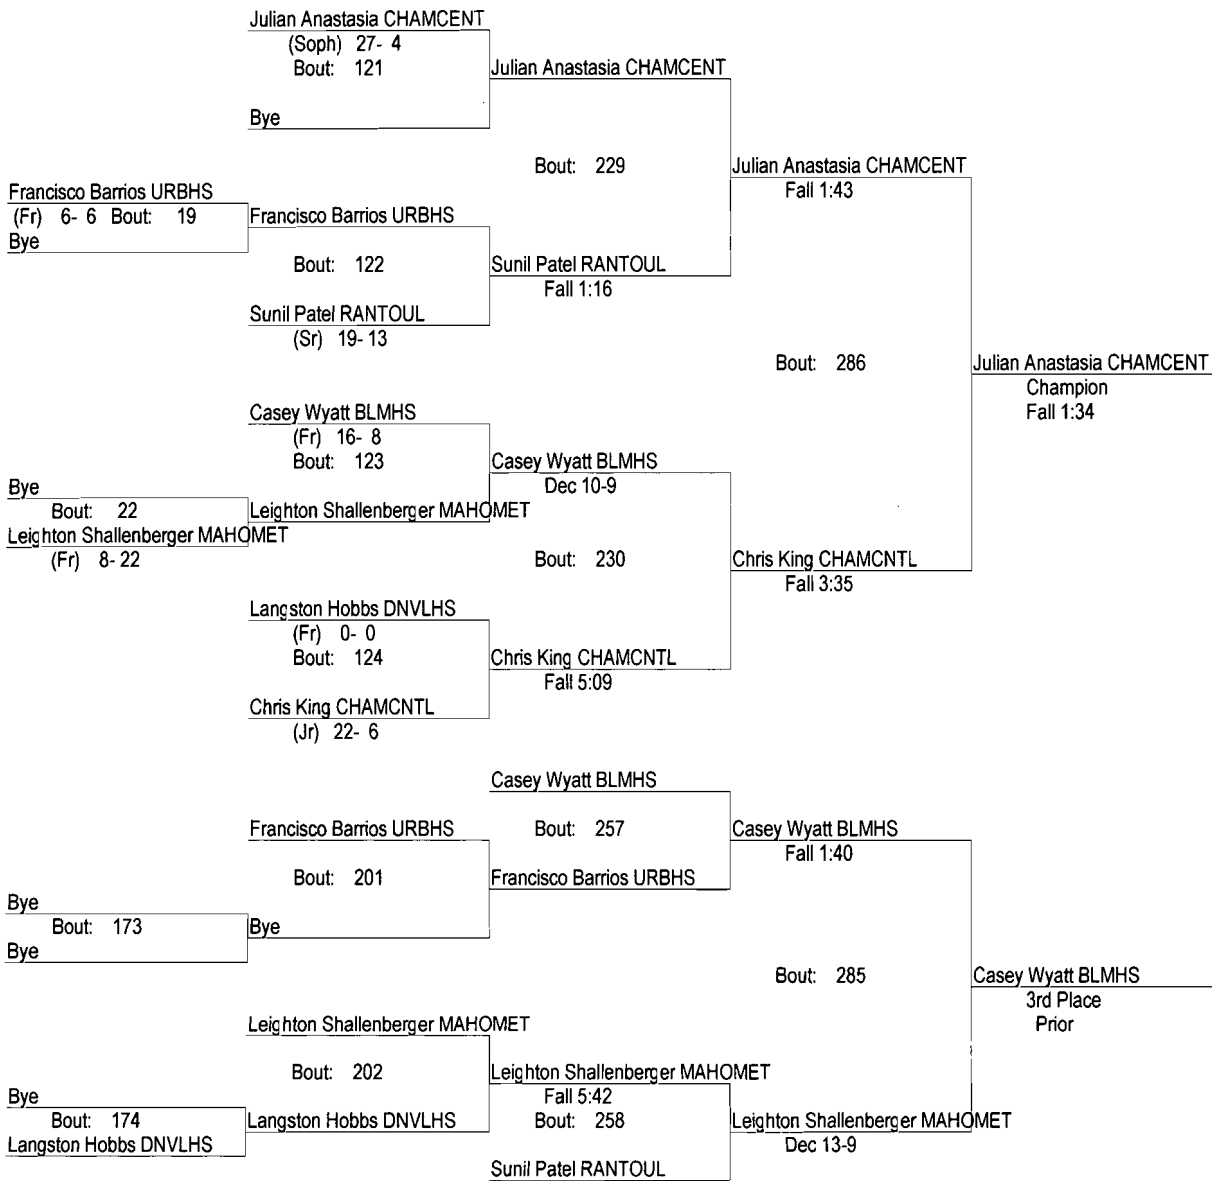 Julian Anastasia CHAMCENT
(Soph) 27- 4
Bout: 121
Julian Anastasia CHAMCENT
Bye
Bout: 229
Julian Anastasia CHAMCENT
Fall 1:43
Francisco Barrios URBHS
(Fr) 6- 6 Bout: 19
Bye
Francisco Barrios URBHS
Bout: 122
Sunil Patel RANTOUL
Fall 1:16
Sunil Patel RANTOUL
(Sr) 19- 13
Bout: 286
Julian Anastasia CHAMCENT
Champion
Fall 1:34
Casey Wyatt BLMHS
(Fr) 16- 8
Bout: 123
Casey Wyatt BLMHS
Dec 10-9
Bye
Bout: 22
Leighton Shallenberger MAHOMET
Leighton Shallenberger MAHOMET
(Fr) 8- 22
Bout: 230
Chris King CHAMCNTL
Fall 3:35
Langston Hobbs DNVLHS
(Fr) 0- 0
Bout: 124
Chris King CHAMCNTL
Fall 5:09
Chris King CHAMCNTL
(Jr) 22- 6
Casey Wyatt BLMHS
Francisco Barrios URBHS
Bout: 257
Casey Wyatt BLMHS
Fall 1:40
Bout: 201
Francisco Barrios URBHS
Bye
Bout: 173
Bye
Bye
Bout: 285
Casey Wyatt BLMHS
3rd Place
Prior
Leighton Shallenberger MAHOMET
Bout: 202
Leighton Shallenberger MAHOMET
Fall 5:42
Bye
Bout: 174
Langston Hobbs DNVLHS
Langston Hobbs DNVLHS
Bout: 258
Leighton Shallenberger MAHOMET
Dec 13-9
Sunil Patel RANTOUL